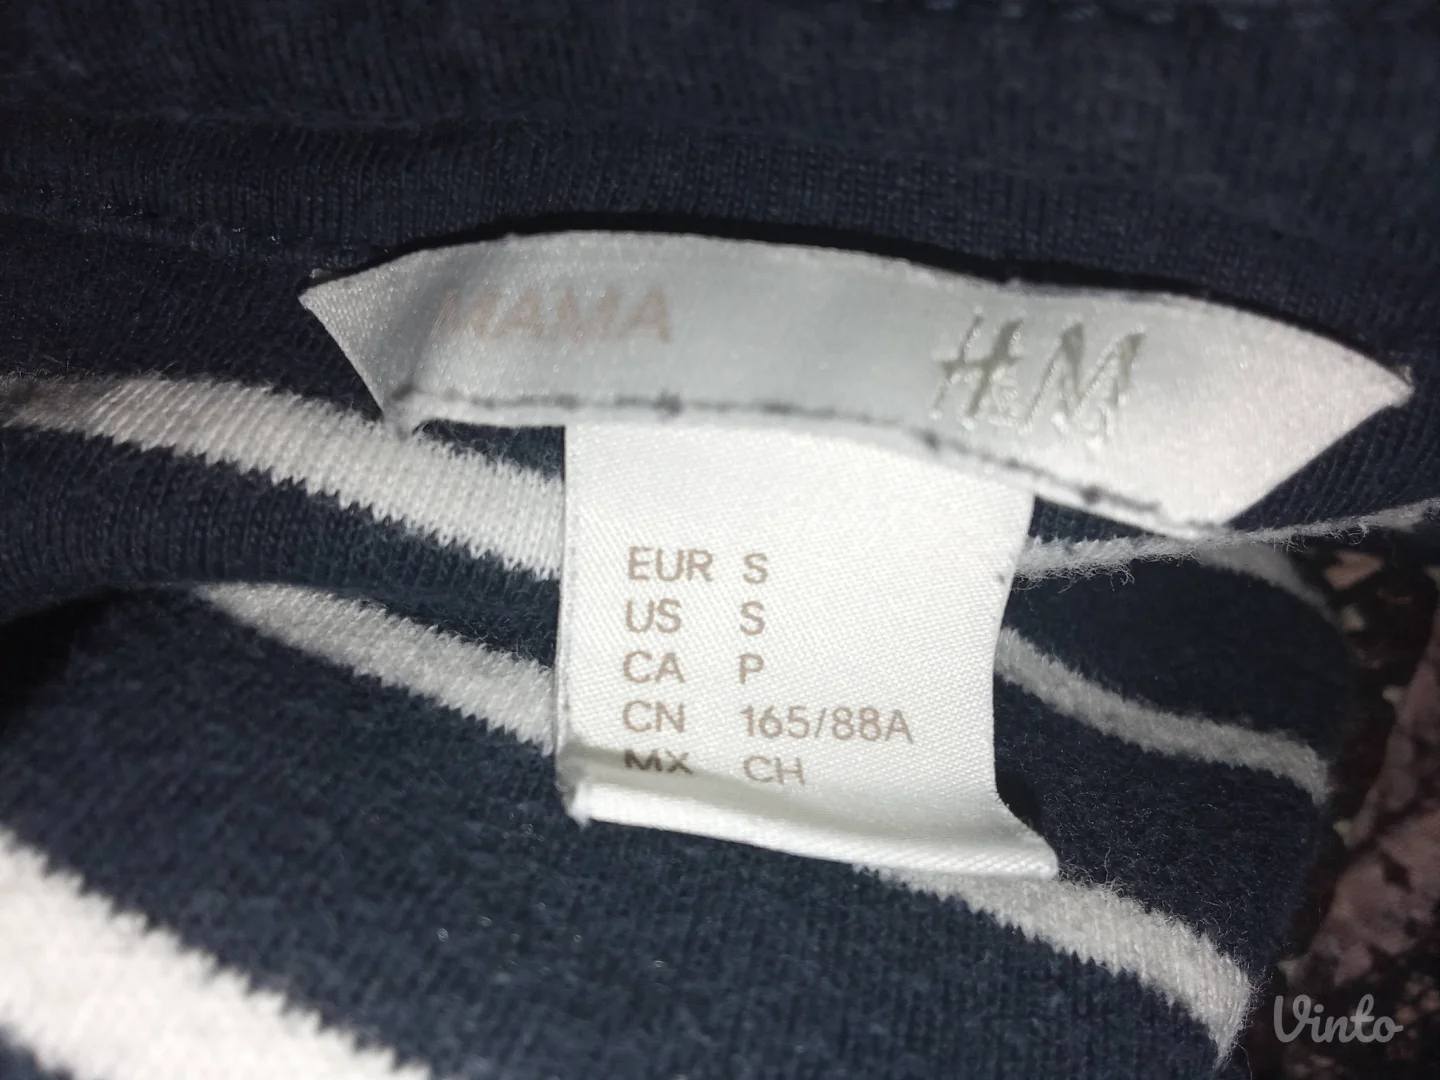 MAMA H&M
EUR S
US S
CA P
CN 165/88A
MX CH
Vinto